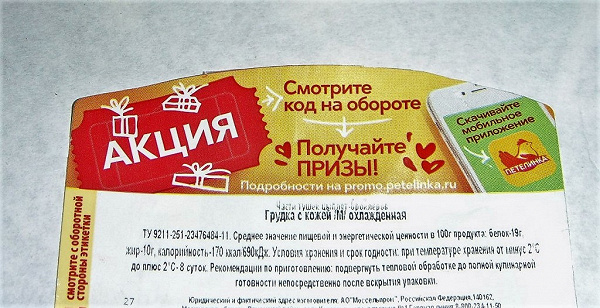 АКЦИЯ
Смотрите
код на обороте
Получайте
ПРИЗЫ!
Подробности на promo.petelinka.ru
Скачивайте
мобильное
приложение
ПЕТЕЛИНКА
смотрите с оборотной
стороны этикетки
Части тушек цыплят-бройлеров
Грудка с кожей /М/ охлажденная
ТУ 9211-251-23476484-11. Среднее значение пищевой и энергетической ценности в 100г продукта: белок-19г,
жир-10г, калорийность-170 ккал 690кДж. Условия хранения и срок годности: при температуре хранения от минус 2°С
до плюс 2°С- 8 суток. Рекомендации по приготовлению: подвергнуть тепловой обработке до полной кулинарной
готовности непосредственно после вскрытия упаковки.
27
Юридический и фактический адрес изготовителя: АО"Моссельпром", Российская Федерация,140162,